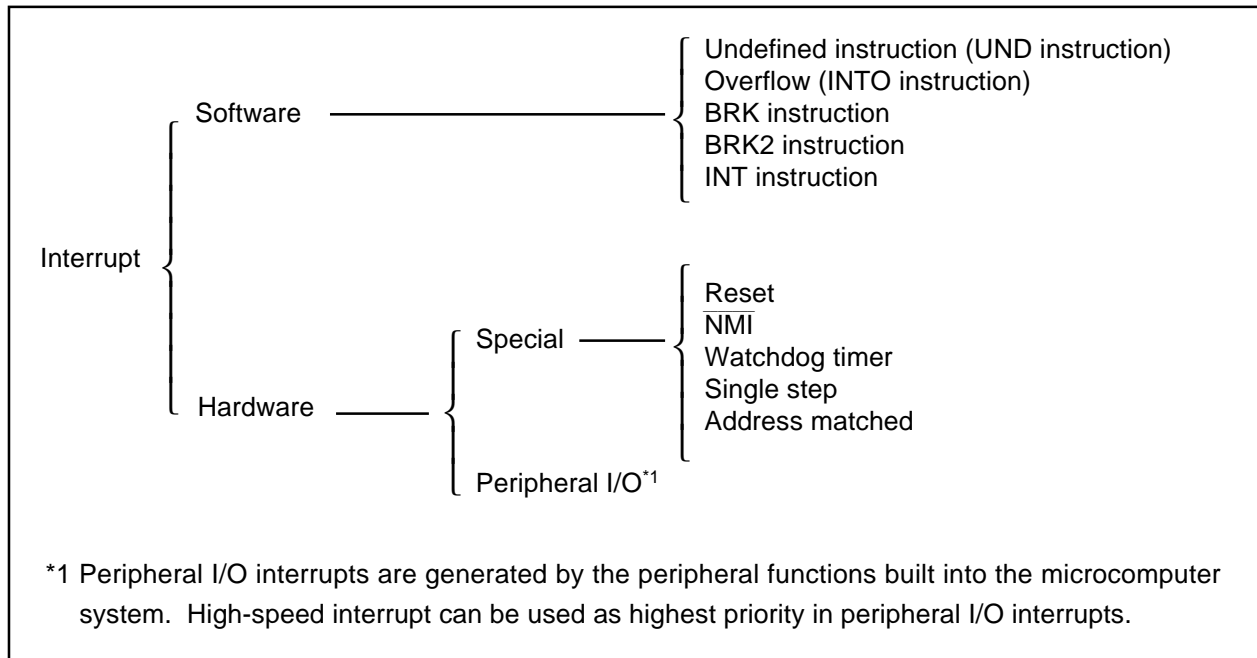 Undefined instruction (UND instruction)
Overflow (INTO instruction)
Software
BRK instruction
BRK2 instruction
INT instruction
Interrupt
Reset
N̅M̅I̅
Special
Watchdog timer
Single step
Hardware
Address matched
Peripheral I/O*1
*1 Peripheral I/O interrupts are generated by the peripheral functions built into the microcomputer
system. High-speed interrupt can be used as highest priority in peripheral I/O interrupts.